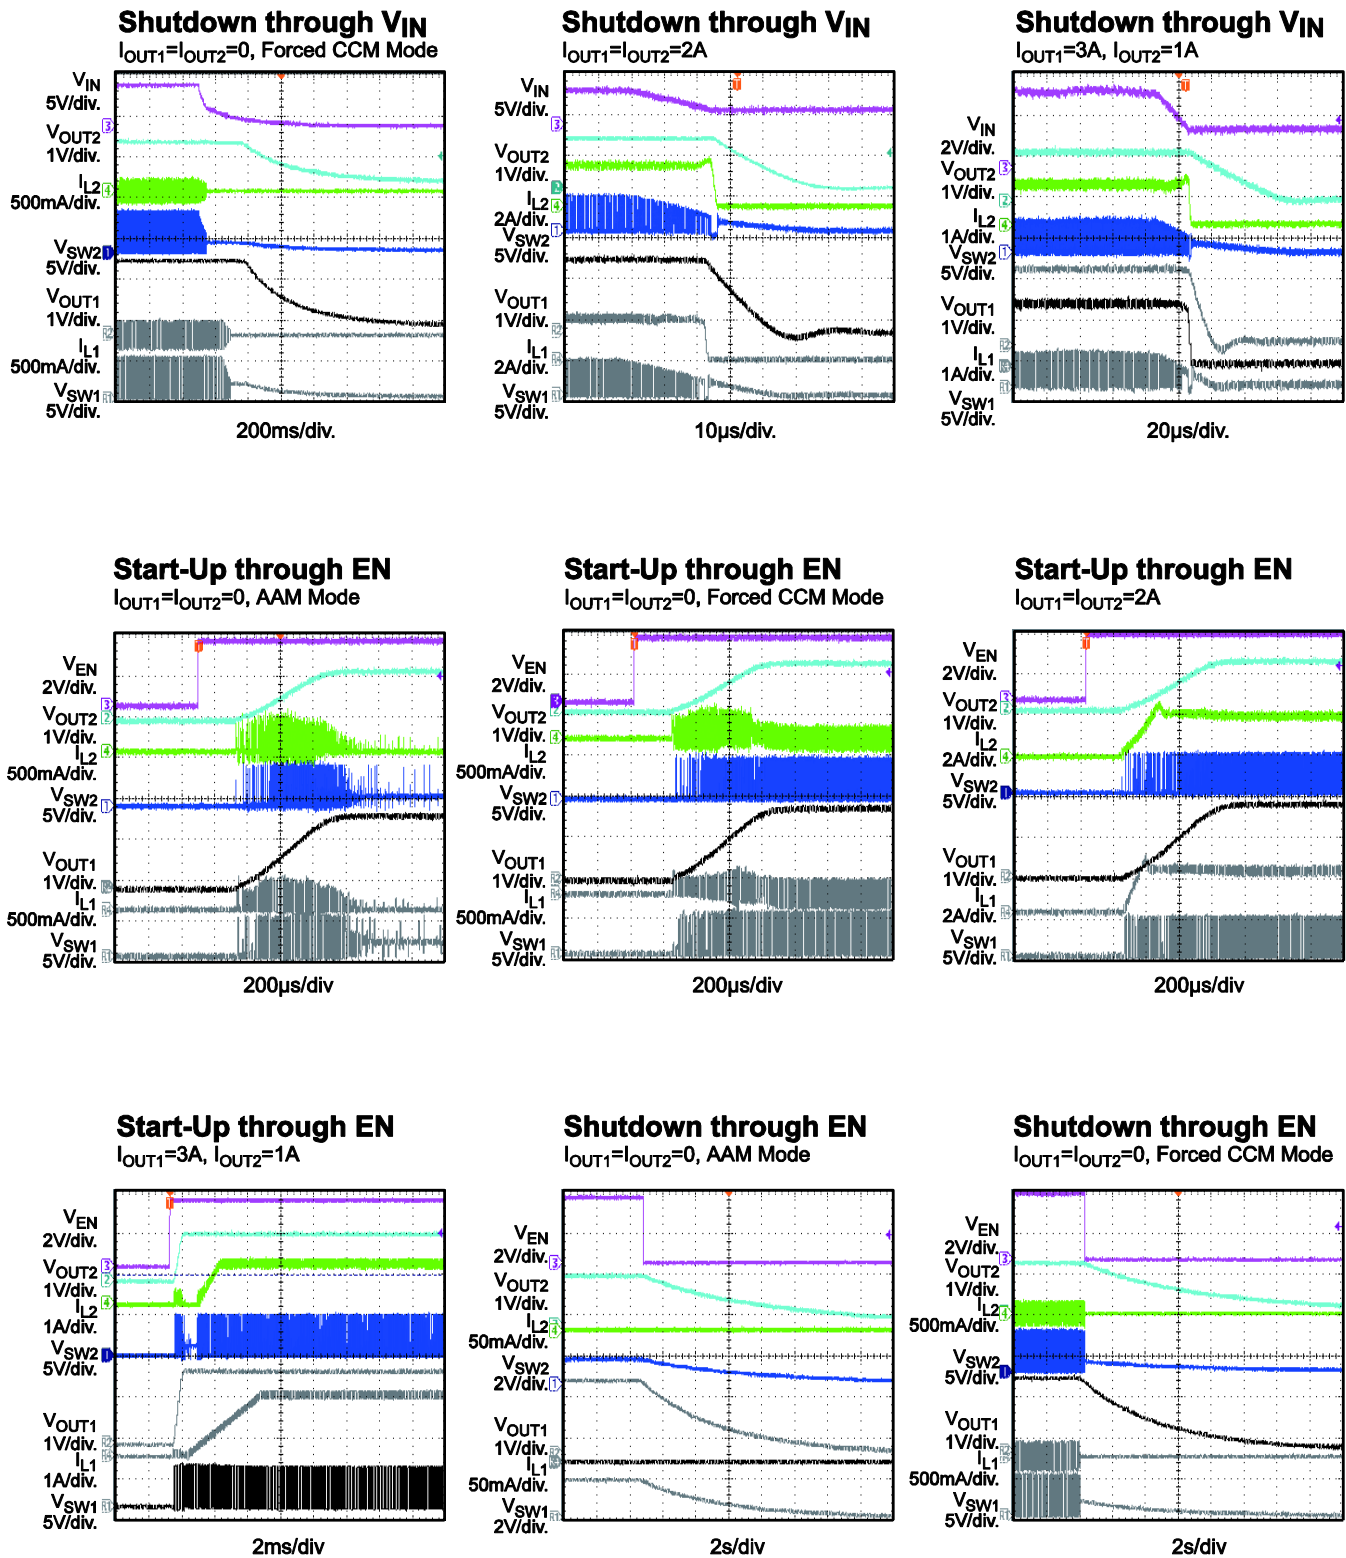 Shutdown through VIN
IOUT1=IOUT2=0, Forced CCM Mode
VIN
5V/div.
VOUT2
1V/div.
IL2
500mA/div.
VSW2
5V/div.
VOUT1
1V/div.
IL1
500mA/div.
VSW1
5V/div.
200ms/div.
Shutdown through VIN
IOUT1=IOUT2=2A
VIN
5V/div.
VOUT2
1V/div.
IL2
2A/div.
VSW2
5V/div.
VOUT1
1V/div.
IL1
2A/div.
VSW1
5V/div.
10µs/div.
Shutdown through VIN
IOUT1=3A, IOUT2=1A
VIN
2V/div.
VOUT2
1V/div.
IL2
1A/div.
VSW2
5V/div.
VOUT1
1V/div.
IL1
1A/div.
VSW1
5V/div.
20µs/div.
Start-Up through EN
IOUT1=IOUT2=0, AAM Mode
VEN
2V/div.
VOUT2
1V/div.
IL2
500mA/div.
VSW2
5V/div.
VOUT1
1V/div.
IL1
500mA/div.
VSW1
5V/div.
200µs/div
Start-Up through EN
IOUT1=IOUT2=0, Forced CCM Mode
VEN
2V/div.
VOUT2
1V/div.
IL2
500mA/div.
VSW2
5V/div.
VOUT1
1V/div.
IL1
500mA/div.
VSW1
5V/div.
200µs/div
Start-Up through EN
IOUT1=IOUT2=2A
VEN
2V/div.
VOUT2
1V/div.
IL2
2A/div.
VSW2
5V/div.
VOUT1
1V/div.
IL1
2A/div.
VSW1
5V/div.
200µs/div
Start-Up through EN
IOUT1=3A, IOUT2=1A
VEN
2V/div.
VOUT2
1V/div.
IL2
1A/div.
VSW2
5V/div.
VOUT1
1V/div.
IL1
1A/div.
VSW1
5V/div.
2ms/div
Shutdown through EN
IOUT1=IOUT2=0, AAM Mode
VEN
2V/div.
VOUT2
1V/div.
IL2
50mA/div.
VSW2
2V/div.
VOUT1
1V/div.
IL1
50mA/div.
VSW1
2V/div.
2s/div
Shutdown through EN
IOUT1=IOUT2=0, Forced CCM Mode
VEN
2V/div.
VOUT2
1V/div.
IL2
500mA/div.
VSW2
5V/div.
VOUT1
1V/div.
IL1
500mA/div.
VSW1
5V/div.
2s/div